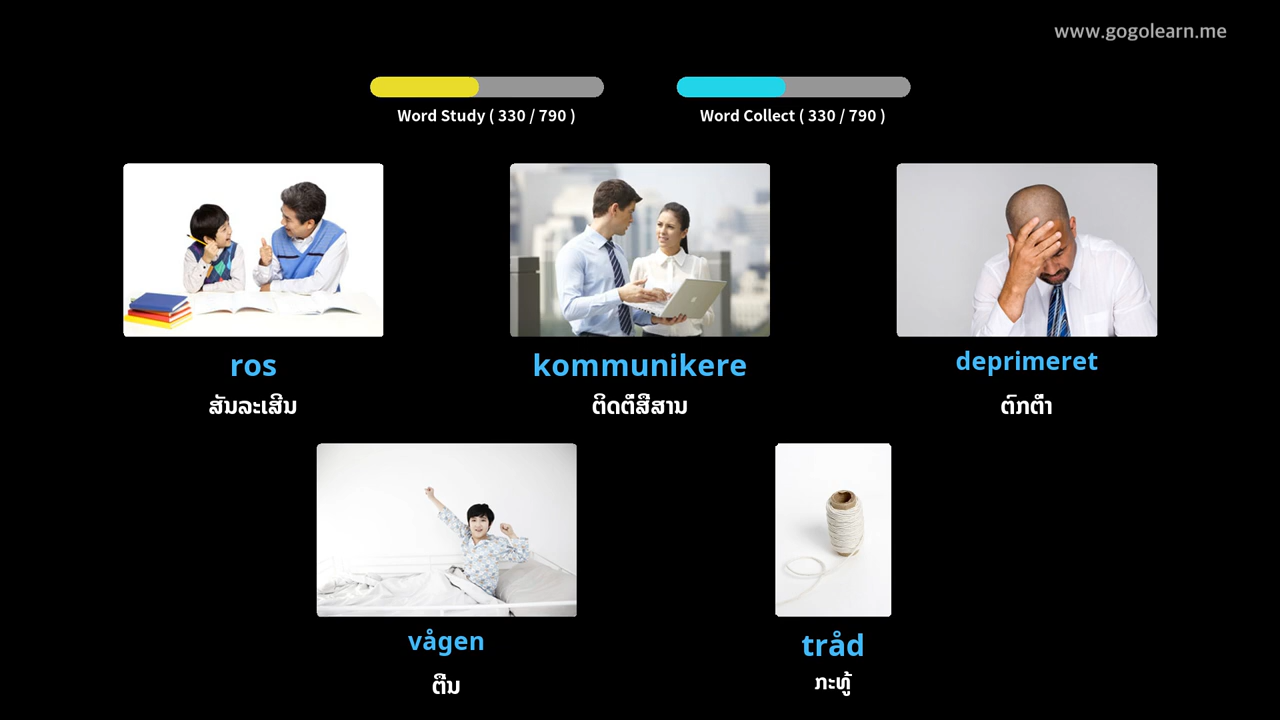 www.gogolearn.me
Word Study ( 330 / 790 )
Word Collect ( 330 / 790 )
ros
kommunikere
deprimeret
ສັນລະເສີນ
ຕິດຕໍ່ສື່ສານ
ຕົກຕ່ຳ
vågen
tråd
ຕື່ນ
ກະທູ້